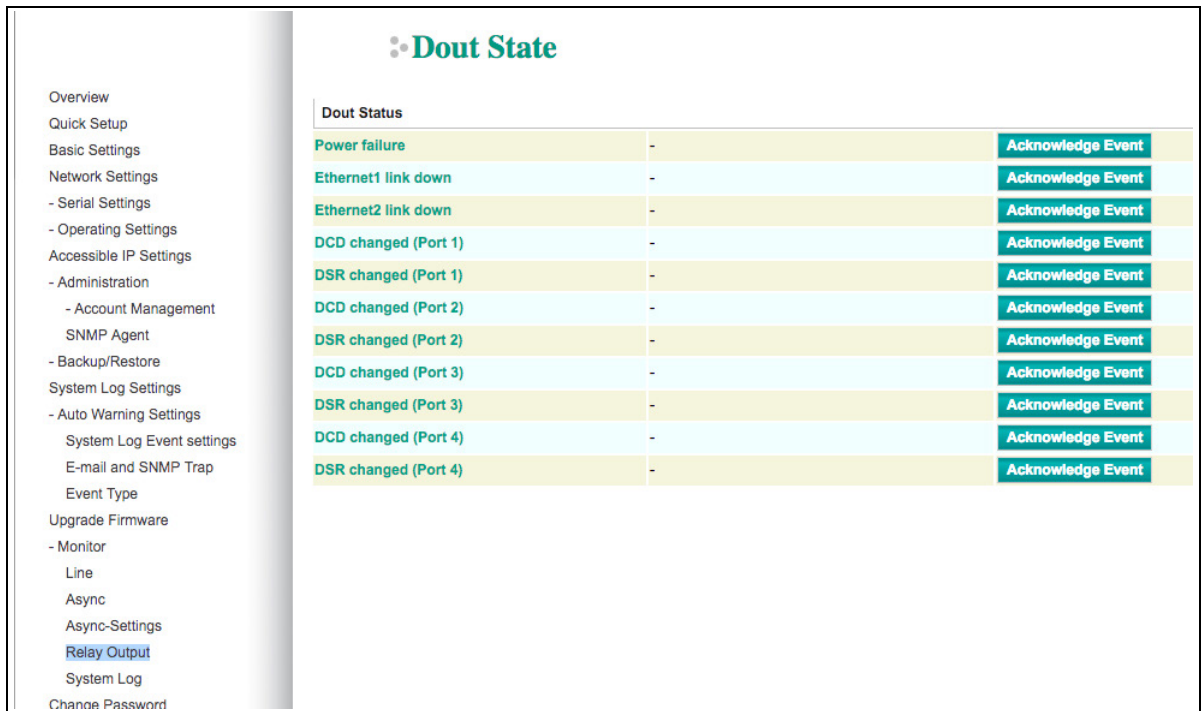 Dout State
Overview
Quick Setup
Basic Settings
Network Settings
- Serial Settings
- Operating Settings
Accessible IP Settings
- Administration
- Account Management
SNMP Agent
- Backup/Restore
System Log Settings
- Auto Warning Settings
System Log Event settings
E-mail and SNMP Trap
Event Type
Upgrade Firmware
- Monitor
Line
Async
Async-Settings
Relay Output
System Log
Change Password
Dout Status
Power failure - Acknowledge Event
Ethernet1 link down - Acknowledge Event
Ethernet2 link down - Acknowledge Event
DCD changed (Port 1) - Acknowledge Event
DSR changed (Port 1) - Acknowledge Event
DCD changed (Port 2) - Acknowledge Event
DSR changed (Port 2) - Acknowledge Event
DCD changed (Port 3) - Acknowledge Event
DSR changed (Port 3) - Acknowledge Event
DCD changed (Port 4) - Acknowledge Event
DSR changed (Port 4) - Acknowledge Event